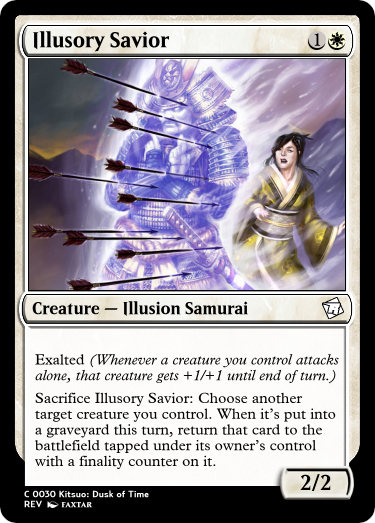 Illusory Savior 1
Creature — Illusion Samurai
Exalted (Whenever a creature you control attacks
alone, that creature gets +1/+1 until end of turn.)
Sacrifice Illusory Savior: Choose another
target creature you control. When it's put into
a graveyard this turn, return that card to the
battlefield tapped under its owner's control
with a finality counter on it.
2/2
C 0030 Kitsuo: Dusk of Time
REV FAXTAR